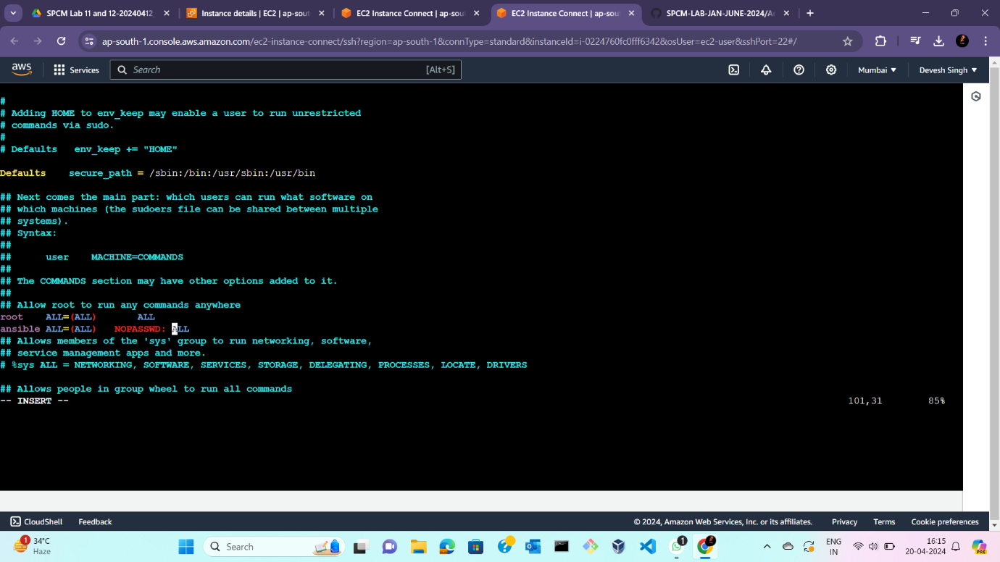 SPCM Lab 11 and 12-20240412_
Instance details | EC2 | ap-sout
EC2 Instance Connect | ap-sou
EC2 Instance Connect | ap-sou
SPCM-LAB-JAN-JUNE-2024/A
ap-south-1.console.aws.amazon.com/ec2-instance-connect/ssh?region=ap-south-1&connType=standard&instanceId=i-0224760fc0fff6342&osUser=ec2-user&sshPort=22#/
aws Services Search [Alt+S] Mumbai Devesh Singh
#
# Adding HOME to env_keep may enable a user to run unrestricted
# commands via sudo.
#
# Defaults   env_keep += "HOME"
Defaults    secure_path = /sbin:/bin:/usr/sbin:/usr/bin
## Next comes the main part: which users can run what software on
## which machines (the sudoers file can be shared between multiple
## systems).
## Syntax:
##
##      user    MACHINE=COMMANDS
##
## The COMMANDS section may have other options added to it.
##
## Allow root to run any commands anywhere
root    ALL=(ALL)       ALL
ansible ALL=(ALL)   NOPASSWD: ALL
## Allows members of the 'sys' group to run networking, software,
## service management apps and more.
# %sys ALL = NETWORKING, SOFTWARE, SERVICES, STORAGE, DELEGATING, PROCESSES, LOCATE, DRIVERS
## Allows people in group wheel to run all commands
-- INSERT -- 101,31 85%
CloudShell Feedback © 2024, Amazon Web Services, Inc. or its affiliates. Privacy Terms Cookie preferences
1 34°C
Haze
Search
PRE
1
ENG
IN
16:15
20-04-2024